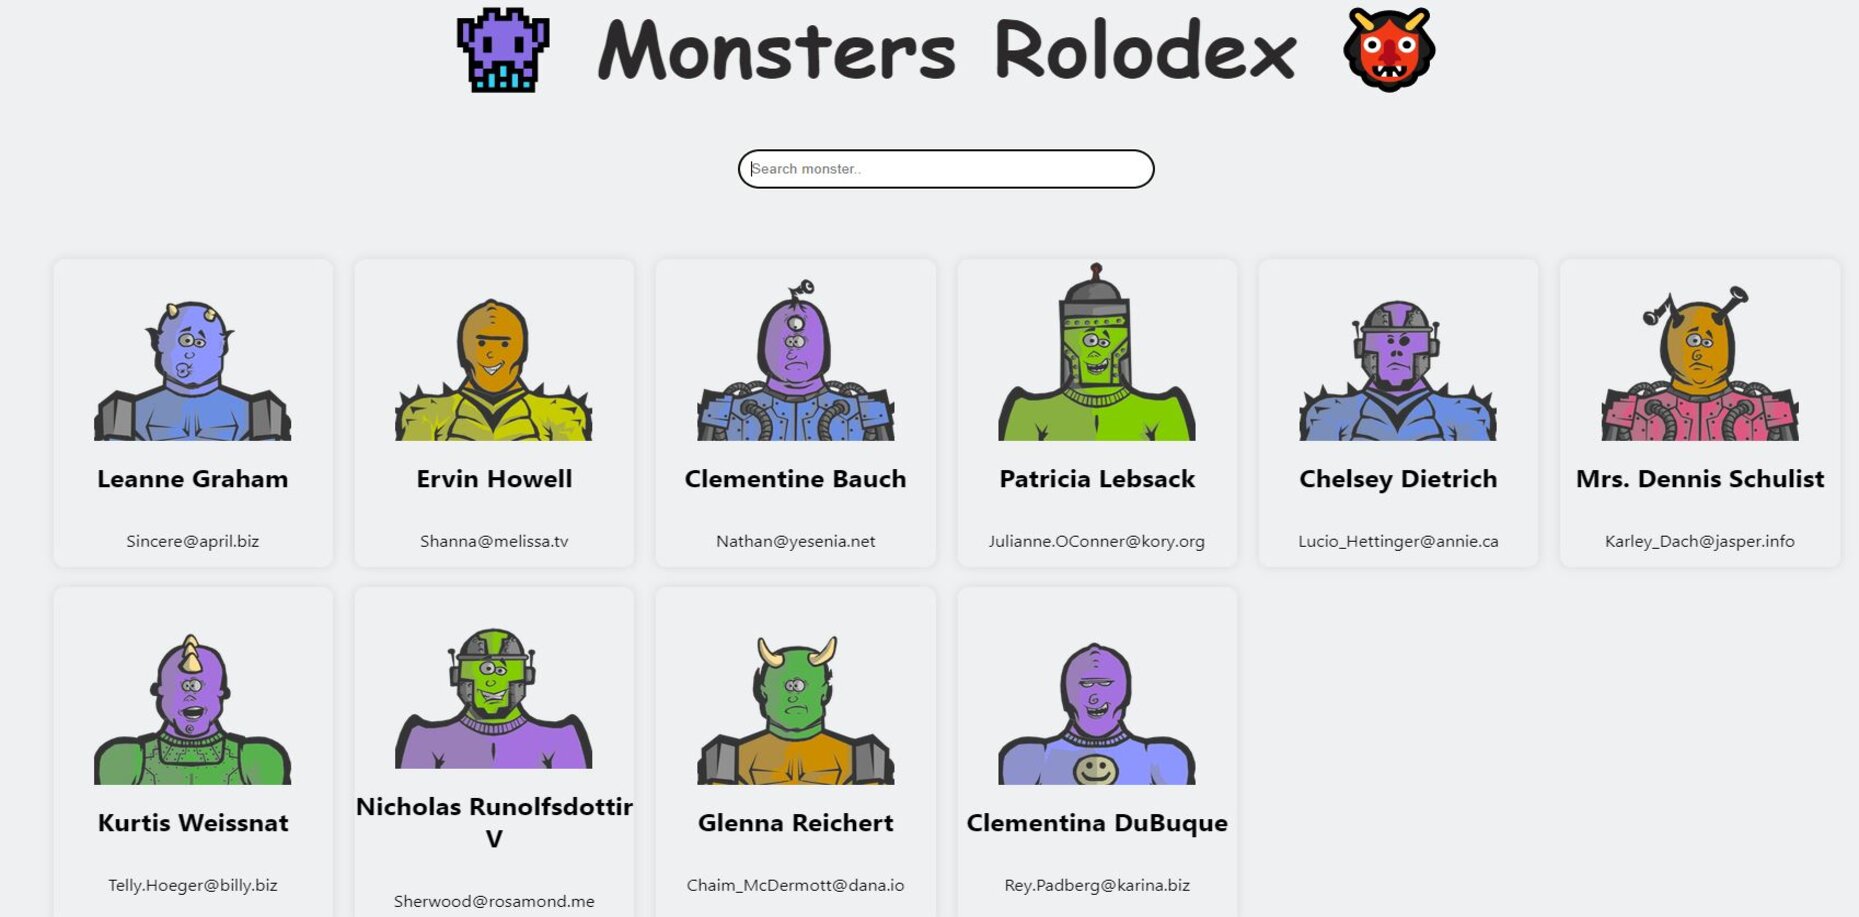 Monsters Rolodex
Search monster..
Leanne Graham
Sincere@april.biz
Ervin Howell
Shanna@melissa.tv
Clementine Bauch
Nathan@yesenia.net
Patricia Lebsack
Julianne.OConner@kory.org
Chelsey Dietrich
Lucio_Hettinger@annie.ca
Mrs. Dennis Schulist
Karley_Dach@jasper.info
Kurtis Weissnat
Telly.Hoeger@billy.biz
Nicholas Runolfsdottir
V
Sherwood@rosamond.me
Glenna Reichert
Chaim_McDermott@dana.io
Clementina DuBuque
Rey.Padberg@karina.biz